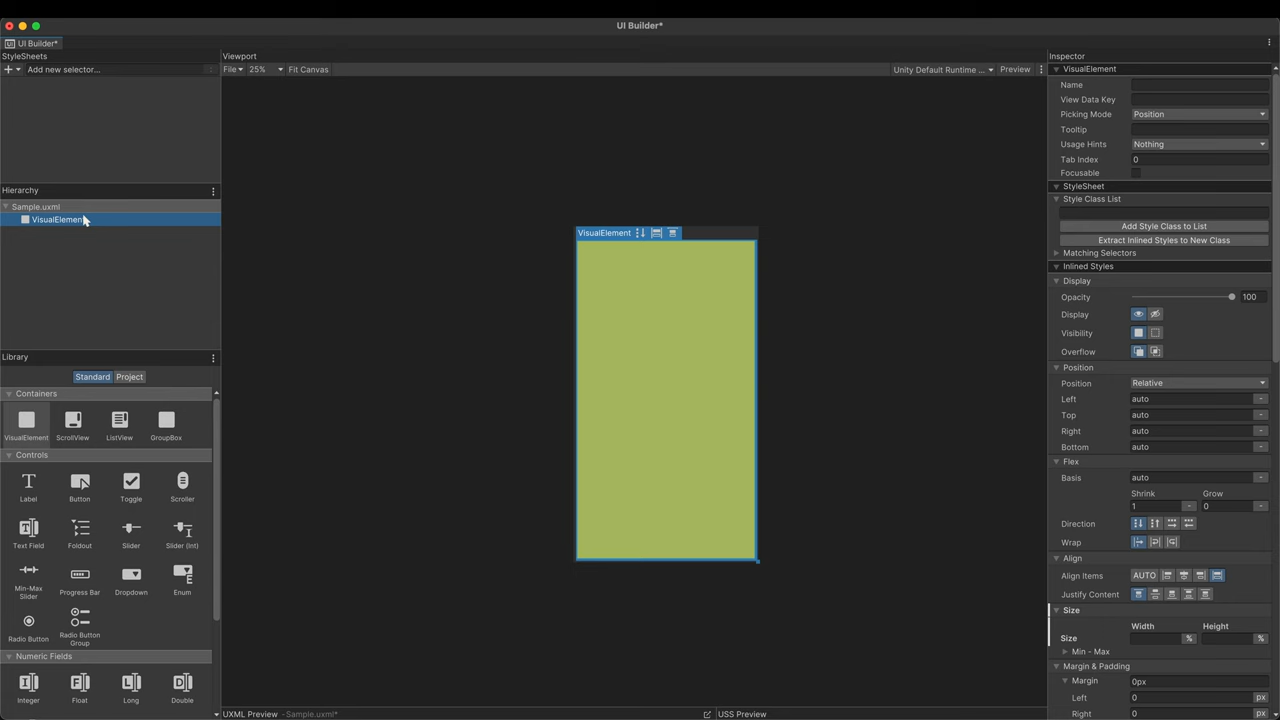 UI Builder*
UI Builder*
StyleSheets
Add new selector...
Hierarchy
Sample.uxml
VisualElement
Library
Standard Project
Containers
VisualElement ScrollView ListView GroupBox
Controls
Label Button Toggle Scroller
Text Field Foldout Slider Slider (Int)
Min-Max Slider Progress Bar Dropdown Enum
Radio Button Radio Button Group
Numeric Fields
Integer Float Long Double
Viewport
File 25% Fit Canvas Unity Default Runtime ... Preview
VisualElement
UXML Preview - Sample.uxml* USS Preview
Inspector
VisualElement
Name
View Data Key
Picking Mode Position
Tooltip
Usage Hints Nothing
Tab Index 0
Focusable
StyleSheet
Style Class List
Add Style Class to List
Extract Inlined Styles to New Class
Matching Selectors
Inlined Styles
Display
Opacity 100
Display
Visibility
Overflow
Position
Position Relative
Left auto
Top auto
Right auto
Bottom auto
Flex
Basis auto
Shrink Grow
1 0
Direction
Wrap
Align
Align Items AUTO
Justify Content
Size
Width Height
Size % %
Min - Max
Margin & Padding
Margin 0px
Left 0 px
Right 0 px